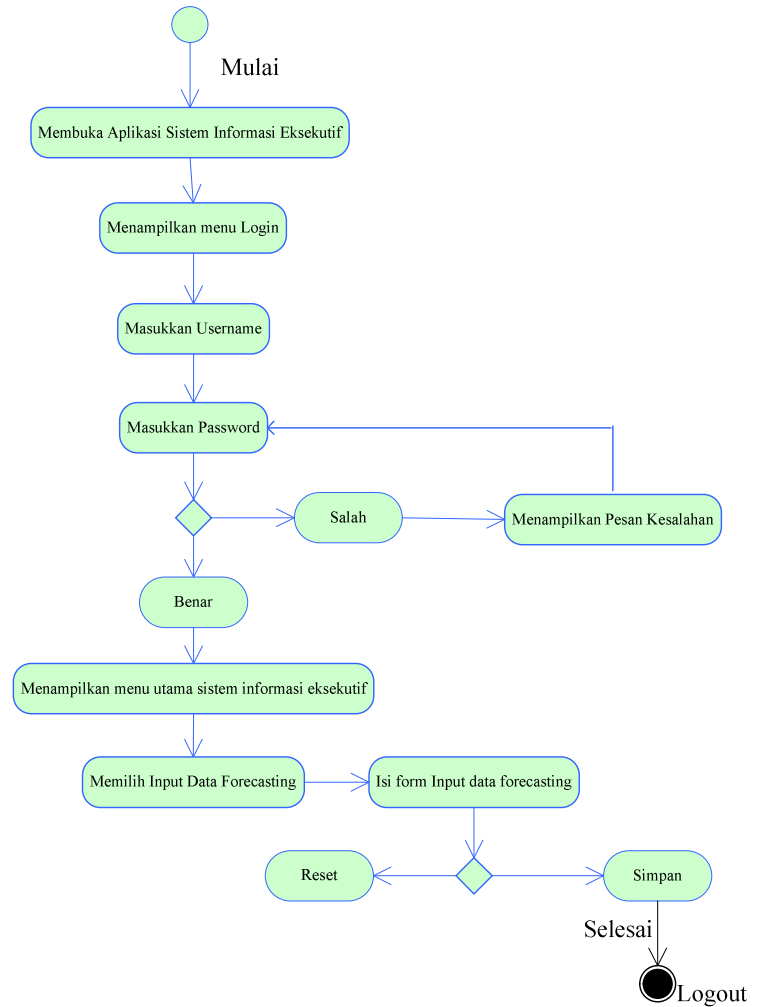 Mulai
Membuka Aplikasi Sistem Informasi Eksekutif
Menampilkan menu Login
Masukkan Username
Masukkan Password
Salah
Menampilkan Pesan Kesalahan
Benar
Menampilkan menu utama sistem informasi eksekutif
Memilih Input Data Forecasting
Isi form Input data forecasting
Reset
Simpan
Selesai
Logout